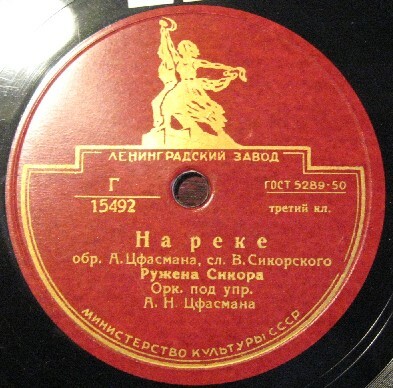 ЛЕНИНГРАДСКИЙ ЗАВОД
Г
15492
ГОСТ 5289-50
третий кл.
На реке
обр. А. Цфасмана, сл. В. Сикорского
Ружена Сикора
Орк. под упр.
А. Н. Цфасмана
МИНИСТЕРСТВО КУЛЬТУРЫ СССР